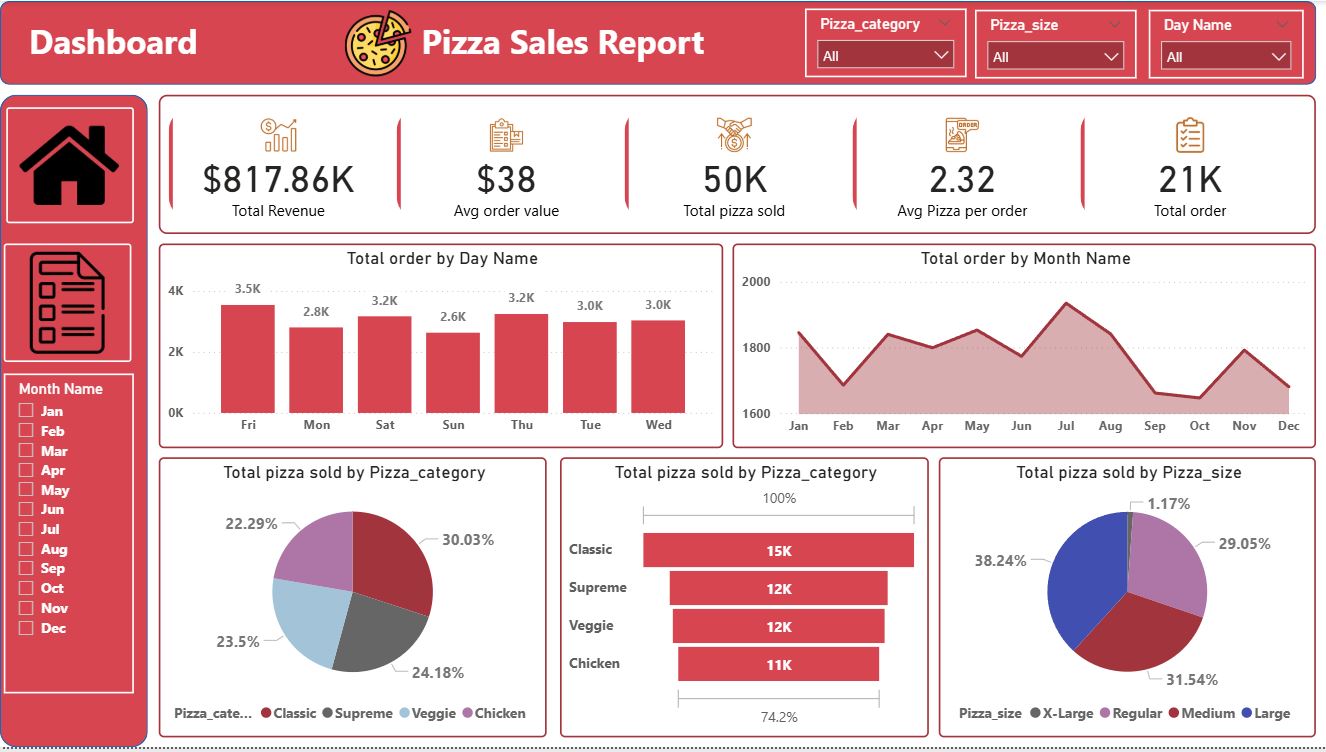 Dashboard
Pizza Sales Report
Pizza_category
All
Pizza_size
All
Day Name
All
$817.86K
Total Revenue
$38
Avg order value
50K
Total pizza sold
ORDER
2.32
Avg Pizza per order
21K
Total order
Month Name
Jan
Feb
Mar
Apr
May
Jun
Jul
Aug
Sep
Oct
Nov
Dec
Total order by Day Name
4K
2K
0K
3.5K 2.8K 3.2K 2.6K 3.2K 3.0K 3.0K
Fri Mon Sat Sun Thu Tue Wed
Total order by Month Name
2000
1800
1600
Jan Feb Mar Apr May Jun Jul Aug Sep Oct Nov Dec
Total pizza sold by Pizza_category
22.29%
30.03%
23.5%
24.18%
Pizza_cate... Classic Supreme Veggie Chicken
Total pizza sold by Pizza_category
100%
Classic 15K
Supreme 12K
Veggie 12K
Chicken 11K
74.2%
Total pizza sold by Pizza_size
1.17%
29.05%
38.24%
31.54%
Pizza_size X-Large Regular Medium Large